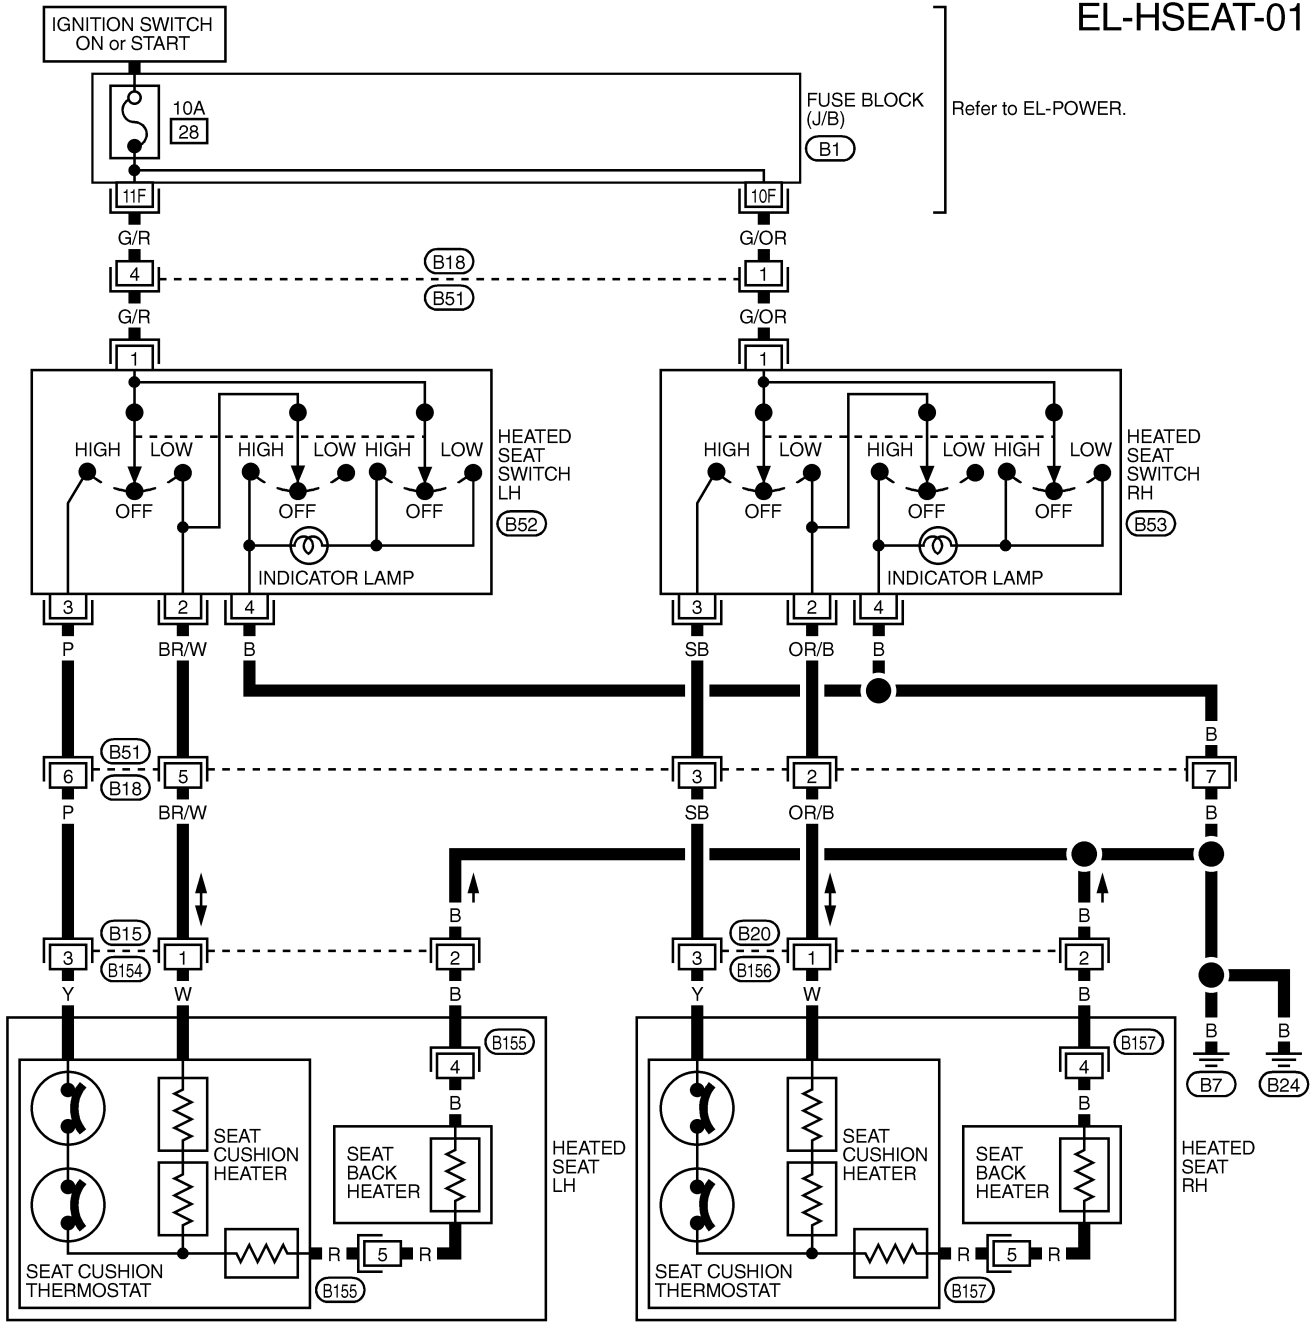 EL-HSEAT-01
IGNITION SWITCH
ON or START
10A
28
FUSE BLOCK
(J/B)
B1
Refer to EL-POWER.
11F
10F
G/R
G/OR
4
B18
1
B51
G/R
G/OR
1
1
HIGH
LOW
HIGH
LOW
HIGH
LOW
OFF
OFF
OFF
INDICATOR LAMP
HEATED
SEAT
SWITCH
LH
B52
HIGH
LOW
HIGH
LOW
HIGH
LOW
OFF
OFF
OFF
INDICATOR LAMP
HEATED
SEAT
SWITCH
RH
B53
3
2
4
3
2
4
P
BR/W
B
SB
OR/B
B
B
B51
6
5
3
2
7
B18
P
BR/W
SB
OR/B
B
B
B
B15
B20
3
1
2
3
1
2
B154
B156
Y
W
B
Y
W
B
B
B
B7
B24
B155
4
B
SEAT
CUSHION
HEATER
SEAT
BACK
HEATER
HEATED
SEAT
LH
R
5
R
SEAT CUSHION
THERMOSTAT
B155
B157
4
B
SEAT
CUSHION
HEATER
SEAT
BACK
HEATER
HEATED
SEAT
RH
R
5
R
SEAT CUSHION
THERMOSTAT
B157